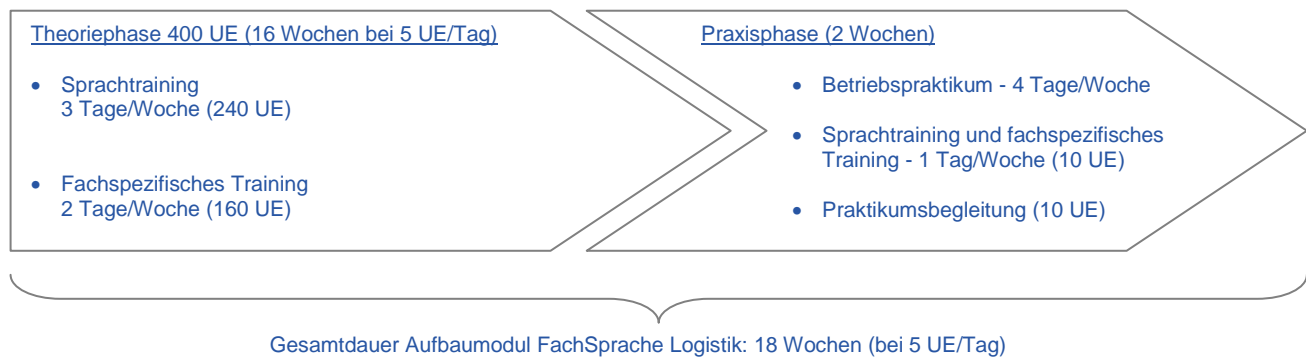 Theoriephase 400 UE (16 Wochen bei 5 UE/Tag)
• Sprachtraining
3 Tage/Woche (240 UE)
• Fachspezifisches Training
2 Tage/Woche (160 UE)
Praxisphase (2 Wochen)
• Betriebspraktikum - 4 Tage/Woche
• Sprachtraining und fachspezifisches
Training - 1 Tag/Woche (10 UE)
• Praktikumsbegleitung (10 UE)
Gesamtdauer Aufbaumodul FachSprache Logistik: 18 Wochen (bei 5 UE/Tag)